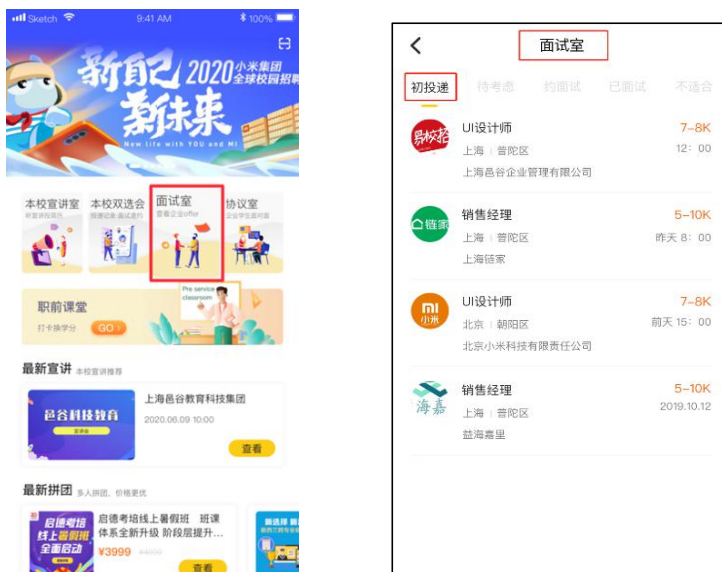 Sketch
9:41 AM
100%
新自己 2020小米集团
全球校园招聘
新未来
New life with YOU and MI
本校宣讲室
本校双选会
面试室
协议室
查看企业offer
职前课堂
打卡换学分
GO
Pre service
classroom
最新宣讲 本校宣讲推荐
邑谷科技教育
宣讲会
上海邑谷教育科技集团
2020.06.09 10:00
查看
最新拼团 多人拼团，价格更优
启德考培
线上暑假班
全面启动
启德考培线上暑假班 班课
体系全新升级 阶段层提升...
¥3999
查看
面试室
初投递 待考虑 约面试 已面试 不适合
易校招
UI设计师
7-8K
上海 普陀区
12：00
上海邑谷企业管理有限公司
链家
销售经理
5-10K
上海 普陀区
昨天 8：00
上海链家
小米
UI设计师
7-8K
北京 朝阳区
前天 15：00
北京小米科技有限责任公司
海嘉
销售经理
5-10K
上海 普陀区
2019.10.12
益海嘉里